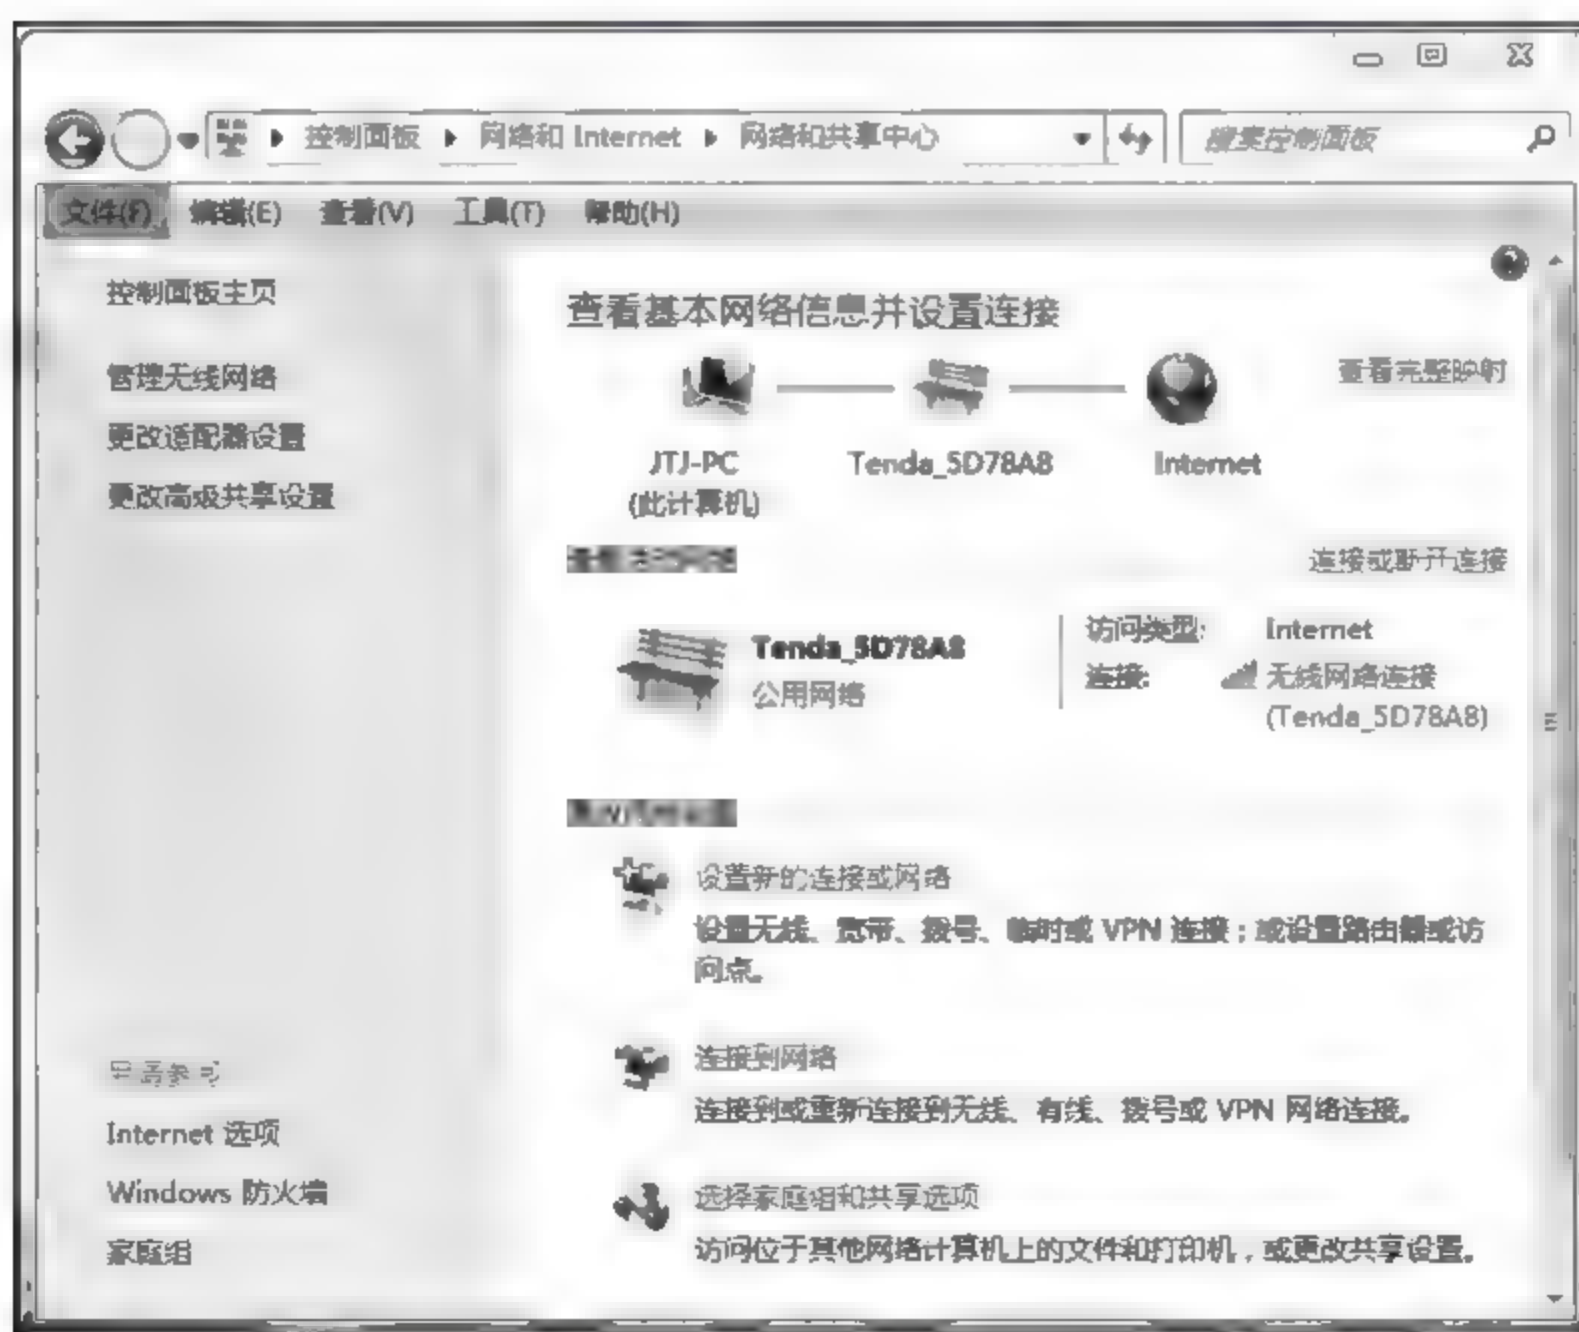 控制面板 网络和 Internet 网络和共享中心 搜索控制面板
文件(F) 编辑(E) 查看(V) 工具(T) 帮助(H)
控制面板主页
管理无线网络
更改适配器设置
更改高级共享设置
查看基本网络信息并设置连接
查看完整映射
JTJ-PC
(此计算机)
Tenda_5D78A8
Internet
连接或断开连接
Tenda_5D78A8
公用网络
访问类型: Internet
连接: 无线网络连接
(Tenda_5D78A8)
设置新的连接或网络
设置无线、宽带、拨号、临时或 VPN 连接；或设置路由器或访
问点。
连接到网络
连接到或重新连接到无线、有线、拨号或 VPN 网络连接。
选择家庭组和共享选项
访问位于其他网络计算机上的文件和打印机，或更改共享设置。
Internet 选项
Windows 防火墙
家庭组